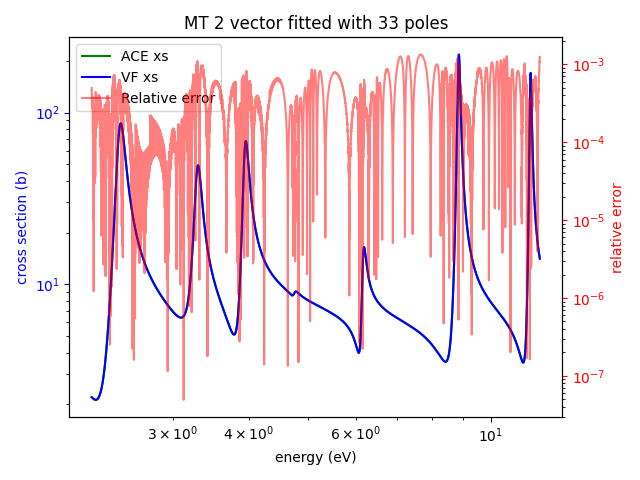 MT 2 vector fitted with 33 poles
ACE xs
VF xs
Relative error
cross section (b)
10²
10¹
relative error
10⁻³
10⁻⁴
10⁻⁵
10⁻⁶
10⁻⁷
3 × 10⁰ 4 × 10⁰ 6 × 10⁰ 10¹
energy (eV)